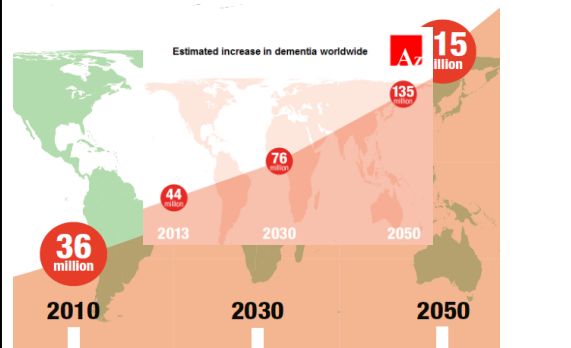 Estimated increase in dementia worldwide
Az
15
illion
135
million
76
million
44
million
2013 2030 2050
36
million
2010 2030 2050